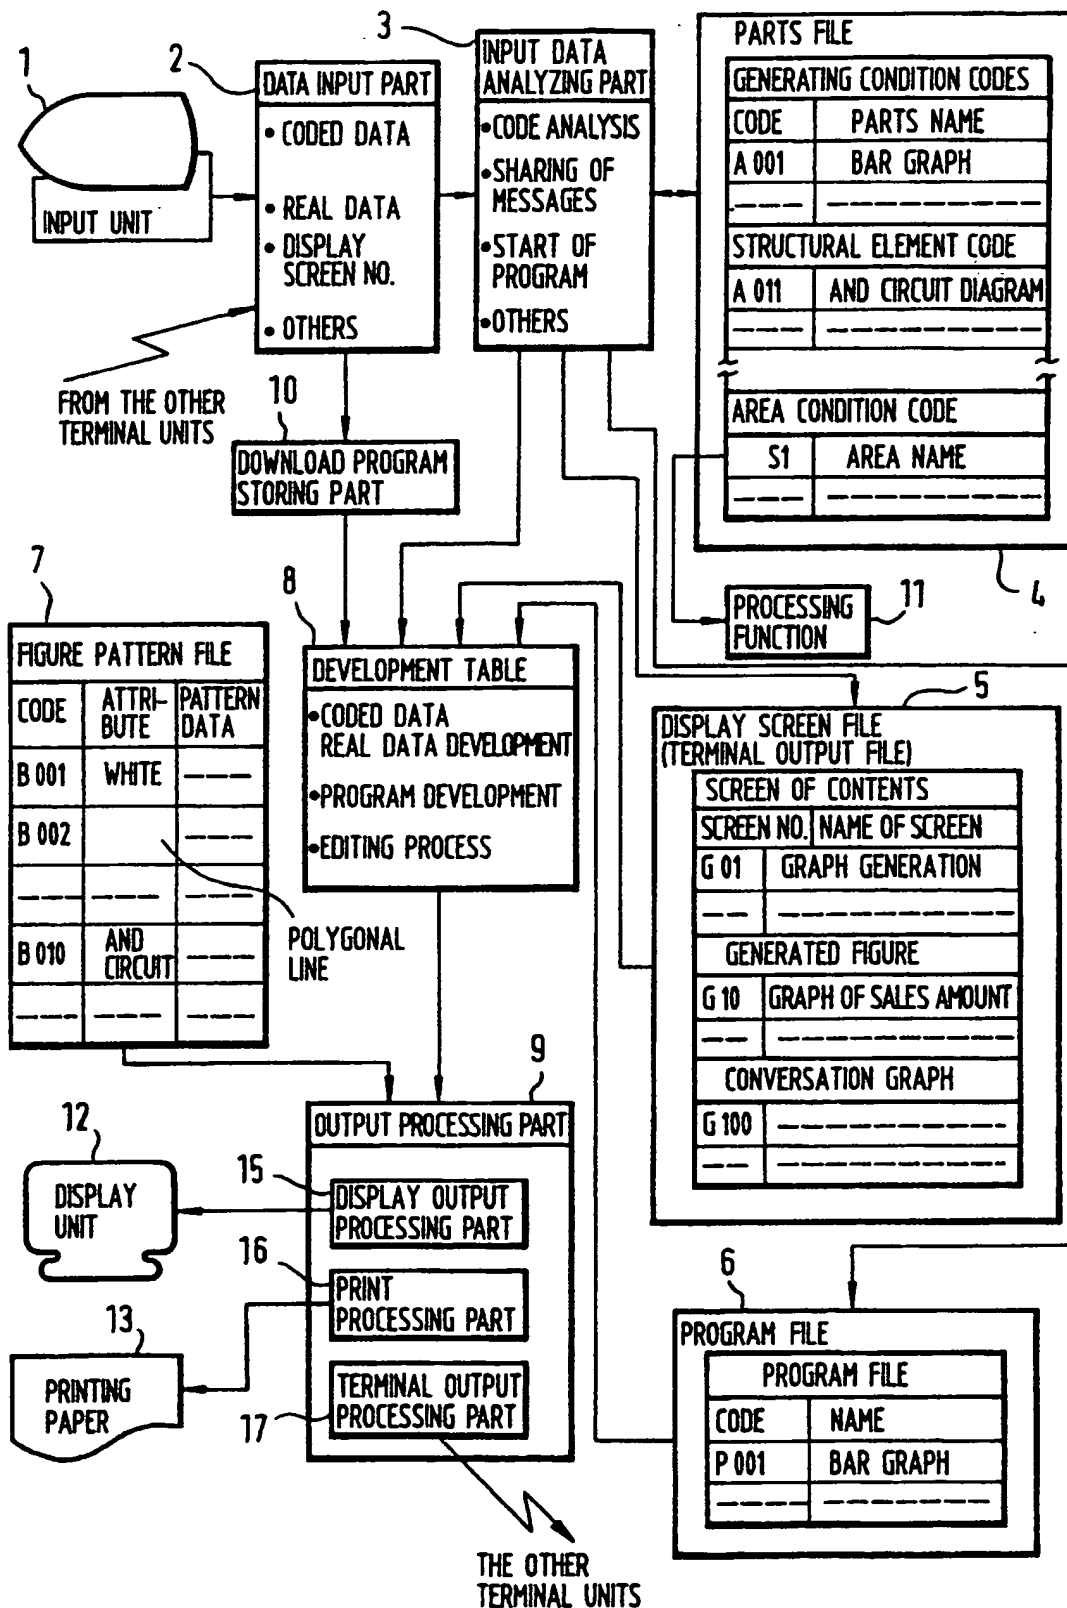 1
INPUT UNIT
2
DATA INPUT PART
• CODED DATA
• REAL DATA
• DISPLAY
SCREEN NO.
• OTHERS
FROM THE OTHER
TERMINAL UNITS
3
INPUT DATA
ANALYZING PART
• CODE ANALYSIS
• SHARING OF
MESSAGES
• START OF
PROGRAM
• OTHERS
PARTS FILE
GENERATING CONDITION CODES
CODE PARTS NAME
A 001 BAR GRAPH
STRUCTURAL ELEMENT CODE
A 011 AND CIRCUIT DIAGRAM
AREA CONDITION CODE
S1 AREA NAME
4
10
DOWNLOAD PROGRAM
STORING PART
PROCESSING
FUNCTION
11
7
FIGURE PATTERN FILE
CODE ATTRI-
BUTE PATTERN
DATA
B 001 WHITE
B 002
B 010 AND
CIRCUIT
POLYGONAL
LINE
8
DEVELOPMENT TABLE
• CODED DATA
REAL DATA DEVELOPMENT
• PROGRAM DEVELOPMENT
• EDITING PROCESS
5
DISPLAY SCREEN FILE
(TERMINAL OUTPUT FILE)
SCREEN OF CONTENTS
SCREEN NO. NAME OF SCREEN
G 01 GRAPH GENERATION
GENERATED FIGURE
G 10 GRAPH OF SALES AMOUNT
CONVERSATION GRAPH
G 100
9
OUTPUT PROCESSING PART
15
DISPLAY OUTPUT
PROCESSING PART
16
PRINT
PROCESSING PART
17
TERMINAL OUTPUT
PROCESSING PART
12
DISPLAY
UNIT
13
PRINTING
PAPER
THE OTHER
TERMINAL UNITS
6
PROGRAM FILE
PROGRAM FILE
CODE NAME
P 001 BAR GRAPH